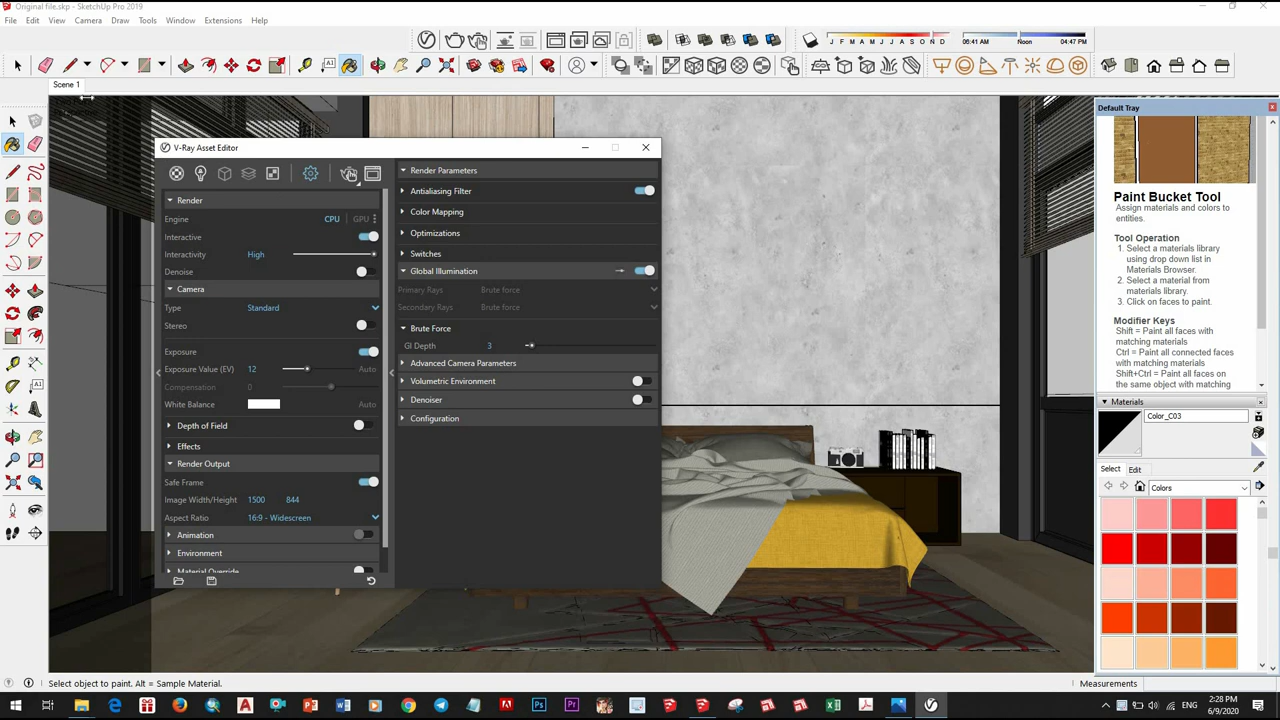 Original file.skp - SketchUp Pro 2019
File Edit View Camera Draw Tools Window Extensions Help
J F M A M J J A S O N D
06:41 AM Noon 04:47 PM
Scene 1
V-Ray Asset Editor
Render
Engine CPU GPU
Interactive
Interactivity High
Denoise
Camera
Type Standard
Stereo
Exposure
Exposure Value (EV) 12 Auto
Compensation 0
White Balance Auto
Depth of Field
Effects
Render Output
Safe Frame
Image Width/Height 1500 844
Aspect Ratio 16:9 - Widescreen
Animation
Environment
Material Override
Render Parameters
Antialiasing Filter
Color Mapping
Optimizations
Switches
Global Illumination
Primary Rays Brute force
Secondary Rays Brute force
Brute Force
GI Depth 3
Advanced Camera Parameters
Volumetric Environment
Denoiser
Configuration
Default Tray
Paint Bucket Tool
Assign materials and colors to
entities.
Tool Operation
1. Select a materials library
using drop down list in
Materials Browser.
2. Select a material from
materials library.
3. Click on faces to paint.
Modifier Keys
Shift = Paint all faces with
matching materials
Ctrl = Paint all connected faces
with matching materials
Shift+Ctrl = Paint all faces on
the same object with matching
Materials
Color_C03
Select Edit
Colors
Select object to paint. Alt = Sample Material.
Measurements
2:28 PM
6/9/2020